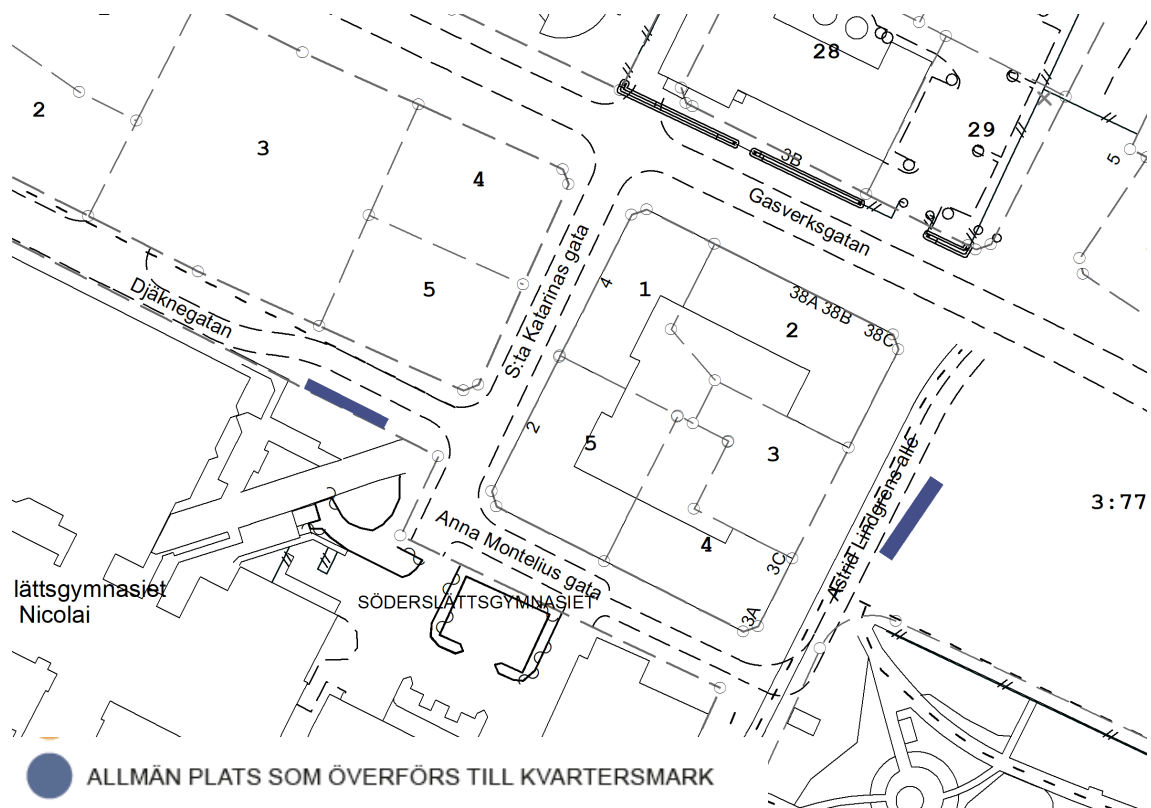 28
2
3
29
3B
5
4
Gasverksgatan
S:ta Katarinas gata
4
1
5
38A 38B 38C
2
Djäknegatan
2
5
3
Astrid Lindgrens alle
3:77
Anna Montelius gata
4
3C
lättsgymnasiet
Nicolai
SÖDERSLÄTTSGYMNASIET
3A
ALLMÄN PLATS SOM ÖVERFÖRS TILL KVARTERSMARK